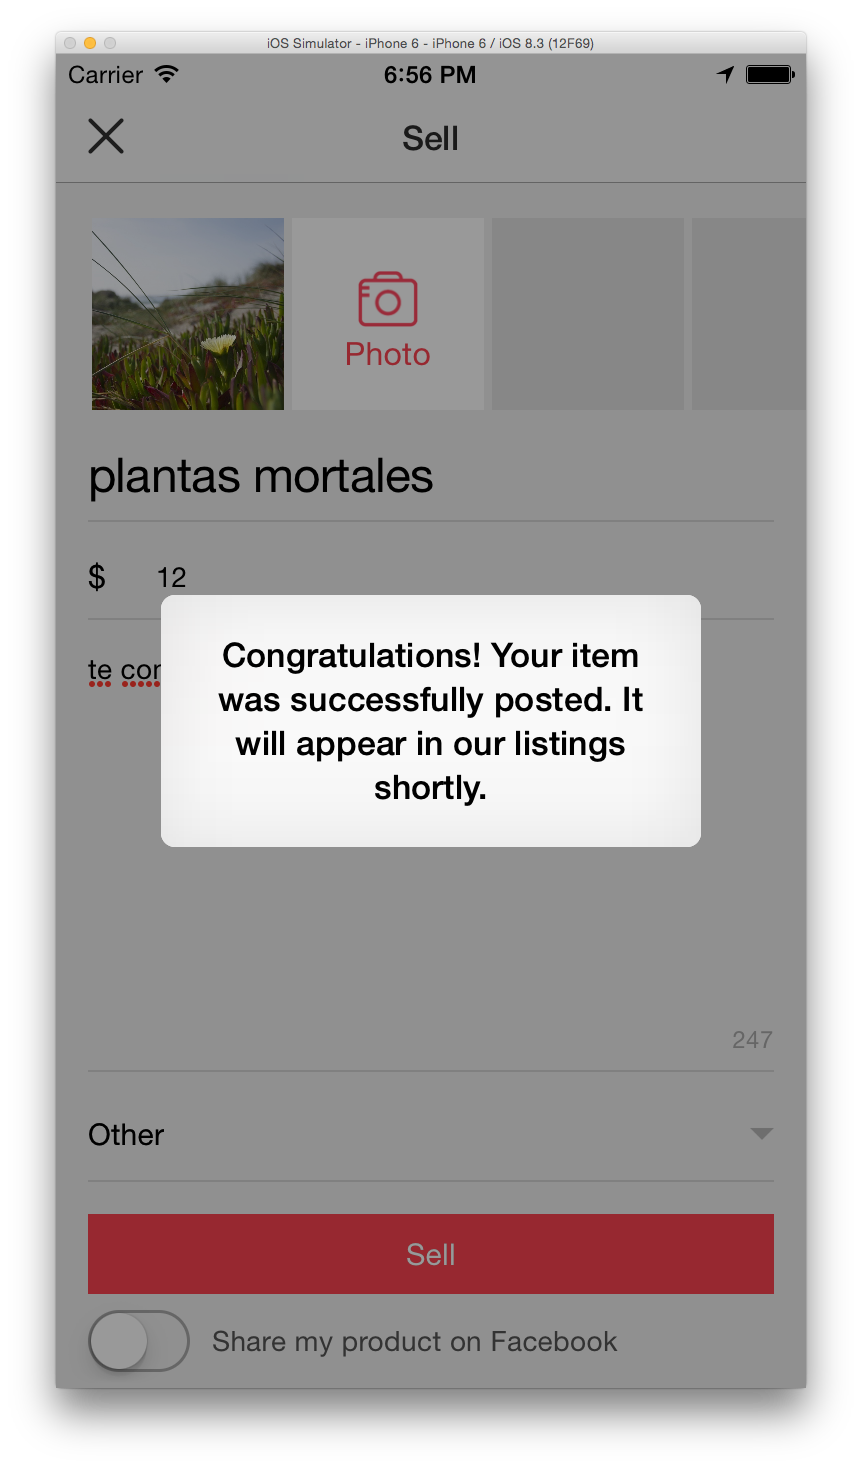 iOS Simulator - iPhone 6 - iPhone 6 / iOS 8.3 (12F69)
Carrier 6:56 PM
Sell
Photo
plantas mortales
$ 12
te
Congratulations! Your item
was successfully posted. It
will appear in our listings
shortly.
247
Other
Sell
Share my product on Facebook